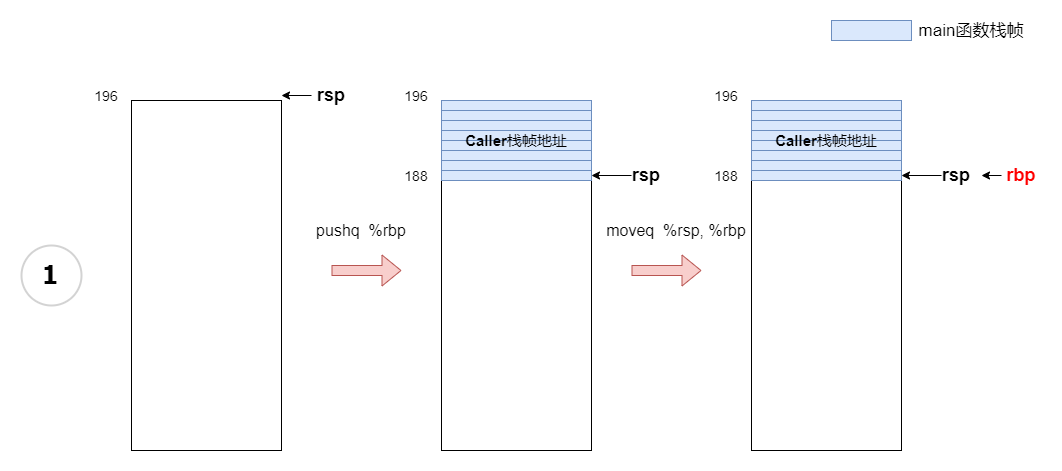 main函数栈帧
196
rsp
196
196
Caller栈帧地址
Caller栈帧地址
188
rsp
188
rsp
rbp
pushq %rbp
moveq %rsp, %rbp
1